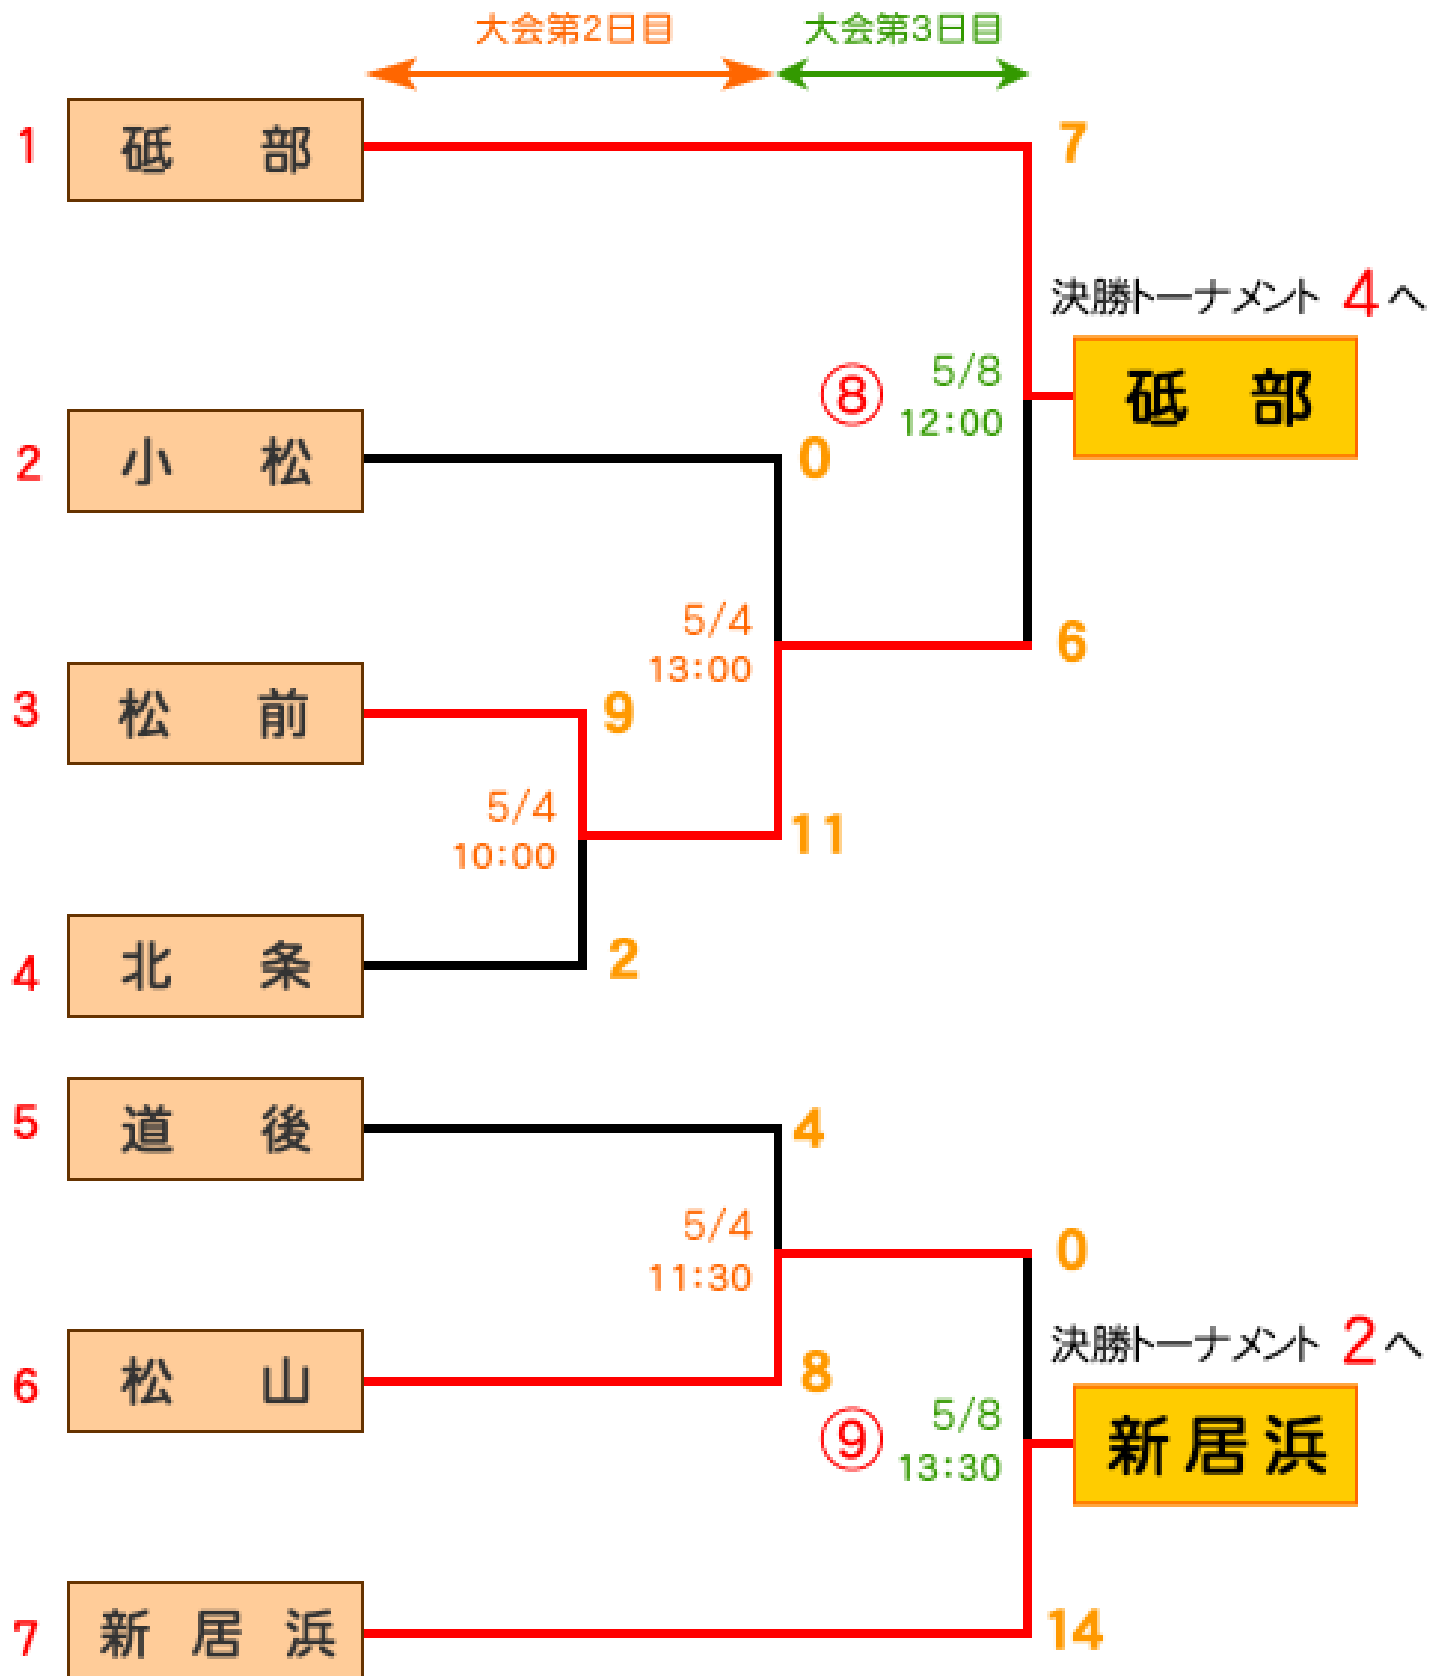 大会第2日目 大会第3日目
1 砥部 7
決勝トーナメント 4へ
砥部
⑧ 5/8
12:00
2 小松 0
5/4
13:00
6
3 松前 9
5/4
10:00
11
4 北条 2
5 道後 4
5/4
11:30
0
決勝トーナメント 2へ
6 松山 8
⑨ 5/8
13:30
新居浜
7 新居浜 14